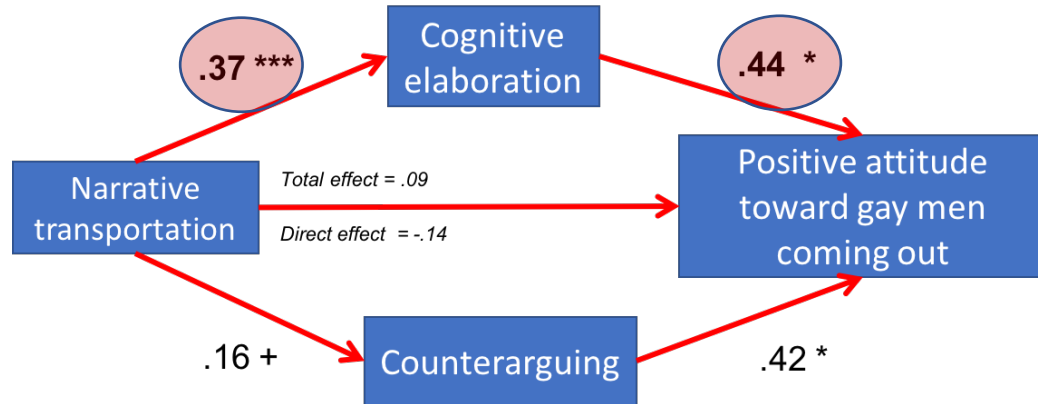 .37 ***
Cognitive
elaboration
.44 *
Narrative
transportation
Total effect = .09
Direct effect = -.14
Positive attitude
toward gay men
coming out
.16 +
Counterarguing
.42 *